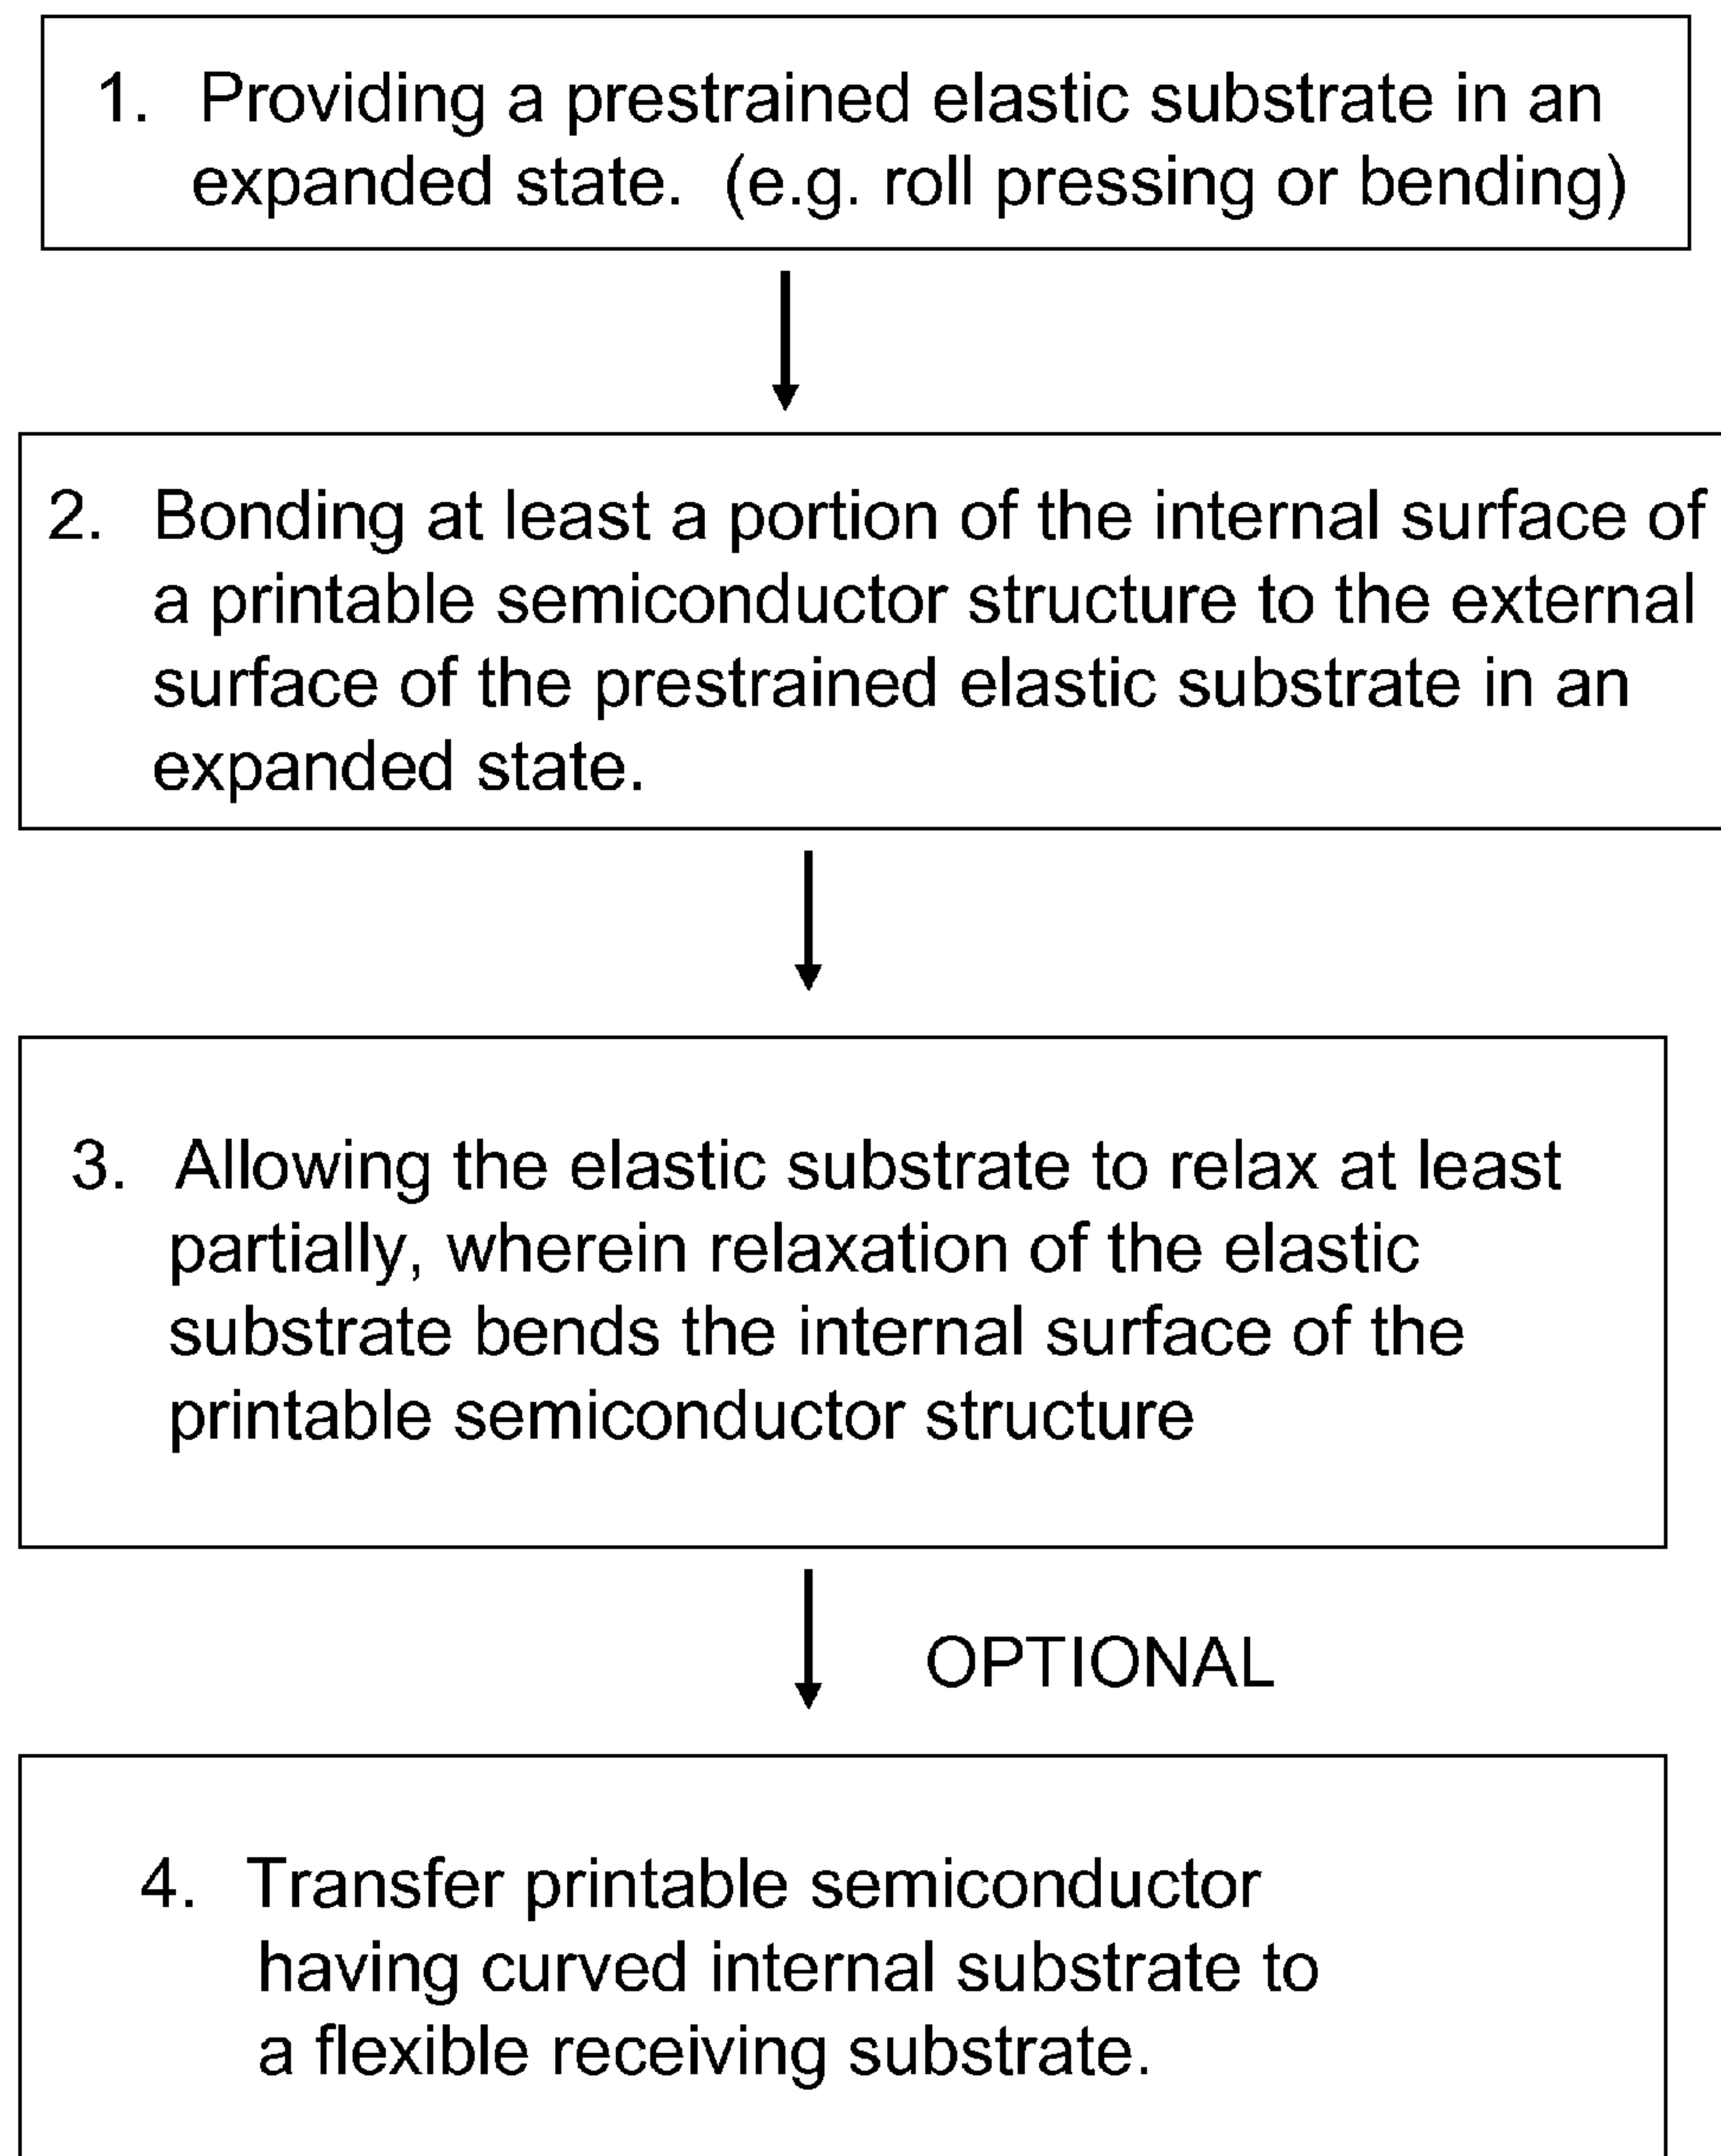 1. Providing a prestrained elastic substrate in an
expanded state. (e.g. roll pressing or bending)
2. Bonding at least a portion of the internal surface of
a printable semiconductor structure to the external
surface of the prestrained elastic substrate in an
expanded state.
3. Allowing the elastic substrate to relax at least
partially, wherein relaxation of the elastic
substrate bends the internal surface of the
printable semiconductor structure
OPTIONAL
4. Transfer printable semiconductor
having curved internal substrate to
a flexible receiving substrate.